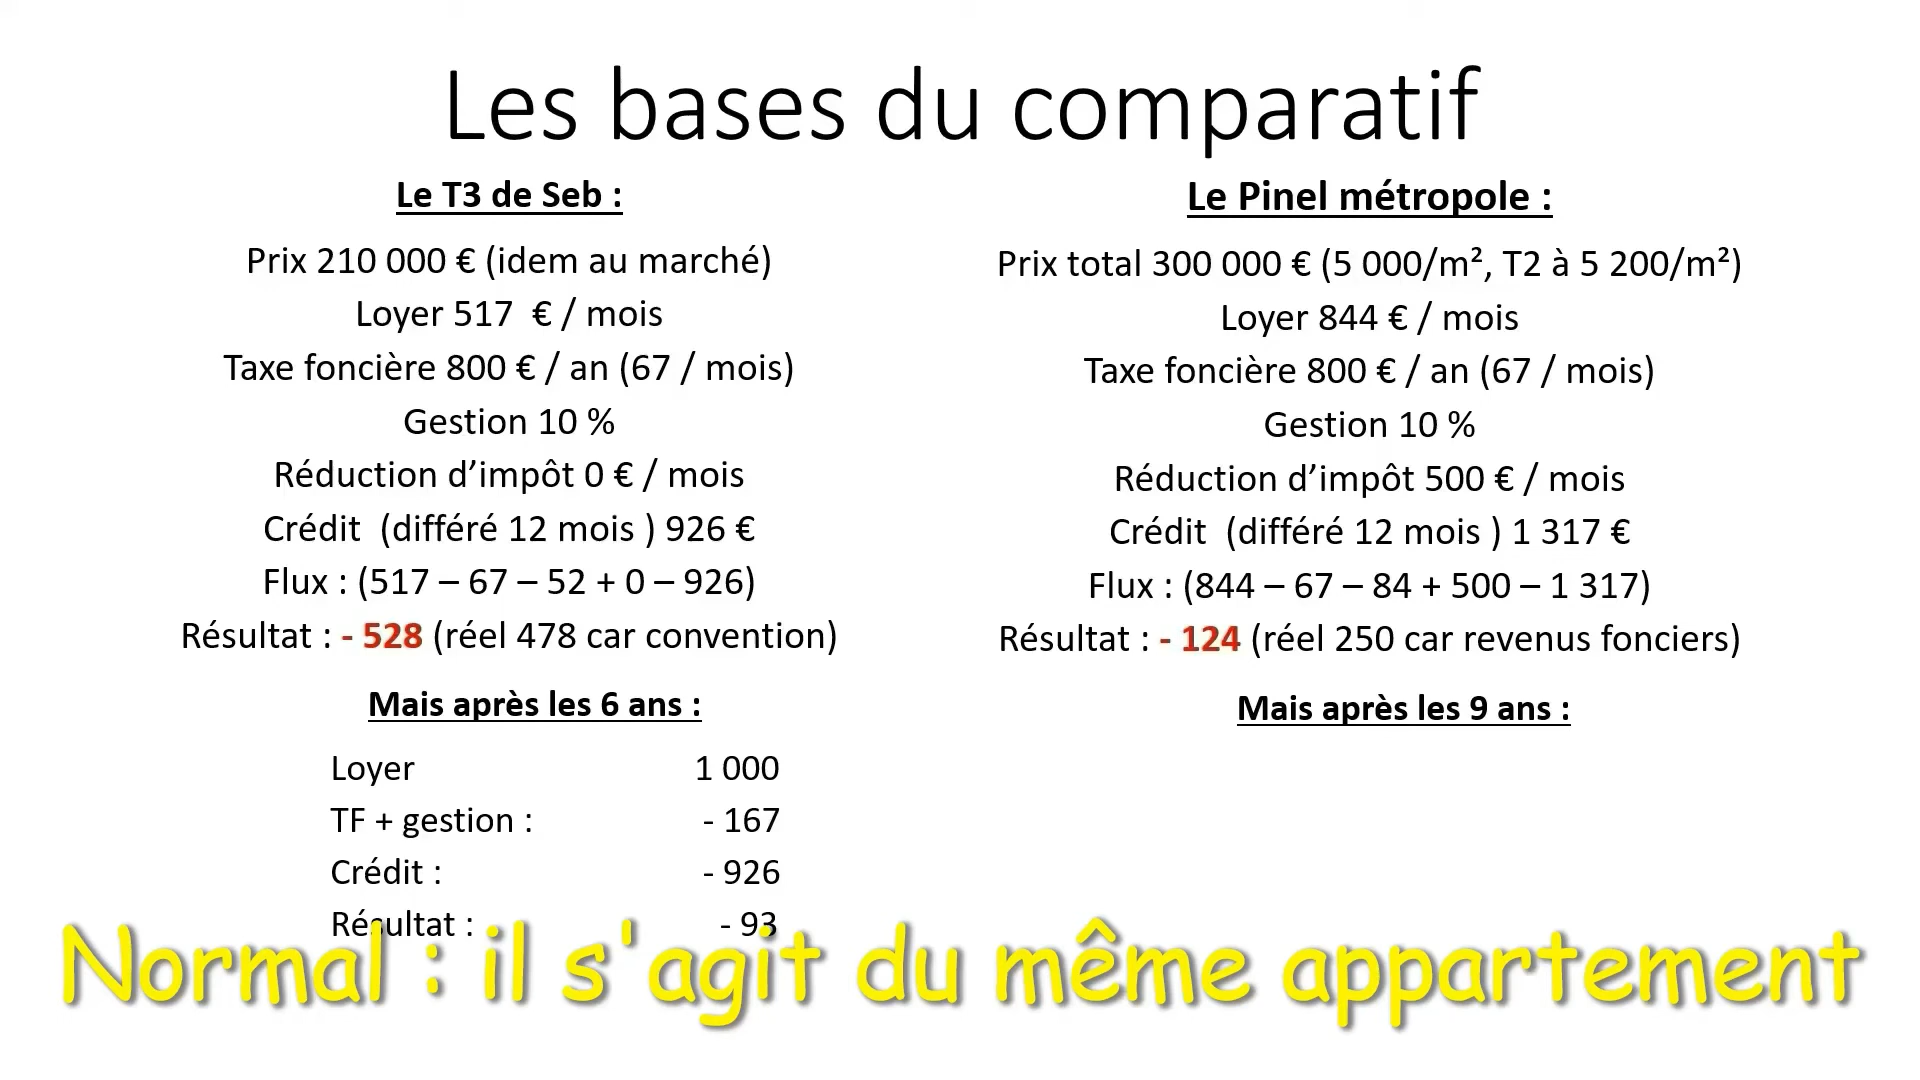 Les bases du comparatif
Le T3 de Seb :
Prix 210 000 € (idem au marché)
Loyer 517  € / mois
Taxe foncière 800 € / an (67 / mois)
Gestion 10 %
Réduction d’impôt 0 € / mois
Crédit  (différé 12 mois ) 926 €
Flux : (517 – 67 – 52 + 0 – 926)
Résultat : - 528 (réel 478 car convention)
Mais après les 6 ans :
Loyer 1 000
TF + gestion : - 167
Crédit : - 926
Résultat : - 93
Le Pinel métropole :
Prix total 300 000 € (5 000/m², T2 à 5 200/m²)
Loyer 844 € / mois
Taxe foncière 800 € / an (67 / mois)
Gestion 10 %
Réduction d’impôt 500 € / mois
Crédit  (différé 12 mois ) 1 317 €
Flux : (844 – 67 – 84 + 500 – 1 317)
Résultat : - 124 (réel 250 car revenus fonciers)
Mais après les 9 ans :
Normal : il s'agit du même appartement